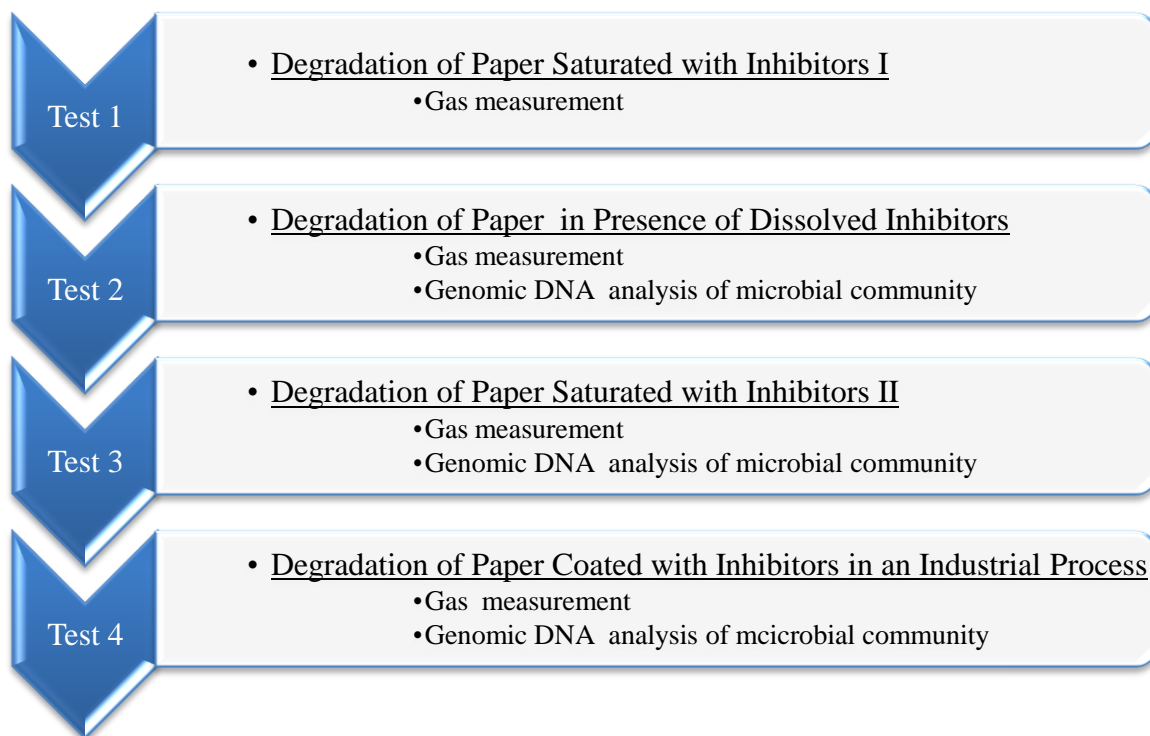 Test 1
• Degradation of Paper Saturated with Inhibitors I
•Gas measurement
Test 2
• Degradation of Paper in Presence of Dissolved Inhibitors
•Gas measurement
•Genomic DNA analysis of microbial community
Test 3
• Degradation of Paper Saturated with Inhibitors II
•Gas measurement
•Genomic DNA analysis of microbial community
Test 4
• Degradation of Paper Coated with Inhibitors in an Industrial Process
•Gas measurement
•Genomic DNA analysis of mcicrobial community